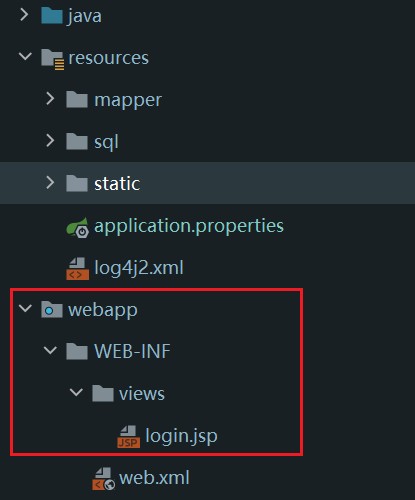 java
resources
mapper
sql
static
application.properties
log4j2.xml
webapp
WEB-INF
views
login.jsp
web.xml